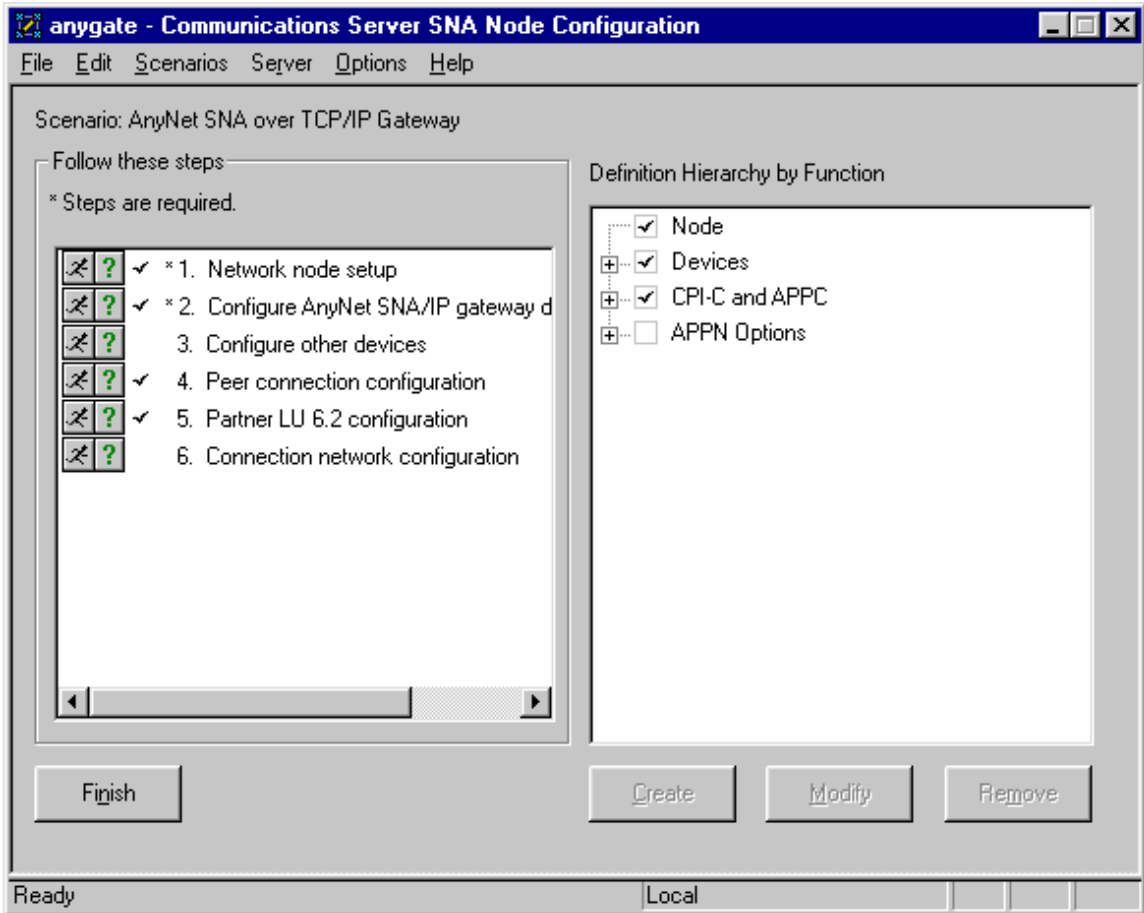 anygate - Communications Server SNA Node Configuration
File Edit Scenarios Server Options Help
Scenario: AnyNet SNA over TCP/IP Gateway
Follow these steps
* Steps are required.
* 1. Network node setup
* 2. Configure AnyNet SNA/IP gateway d
3. Configure other devices
4. Peer connection configuration
5. Partner LU 6.2 configuration
6. Connection network configuration
Definition Hierarchy by Function
Node
Devices
CPI-C and APPC
APPN Options
Finish
Create Modify Remove
Ready Local